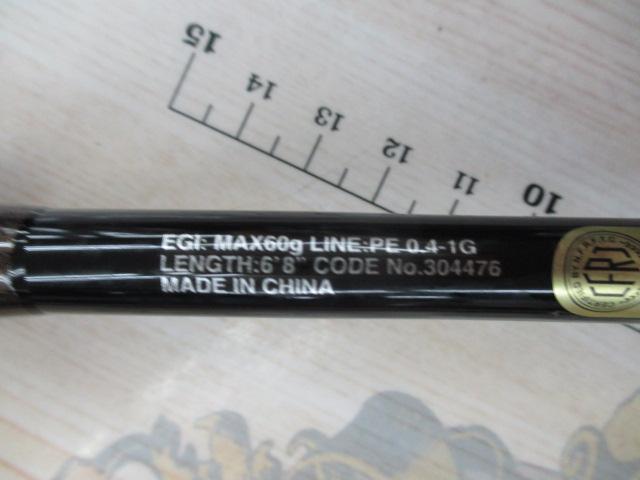 15
14
13
12
11
10
EGI: MAX60g LINE:PE 0.4-1G
LENGTH:6'8" CODE No.304476
MADE IN CHINA